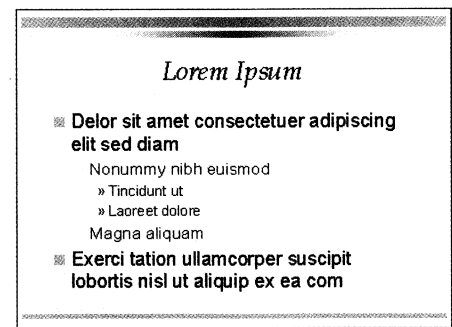 Lorem Ipsum
Delor sit amet consectetuer adipiscing
elit sed diam
Nonummy nibh euismod
» Tincidunt ut
» Laoreet dolore
Magna aliquam
Exerci tation ullamcorper suscipit
lobortis nisl ut aliquip ex ea com